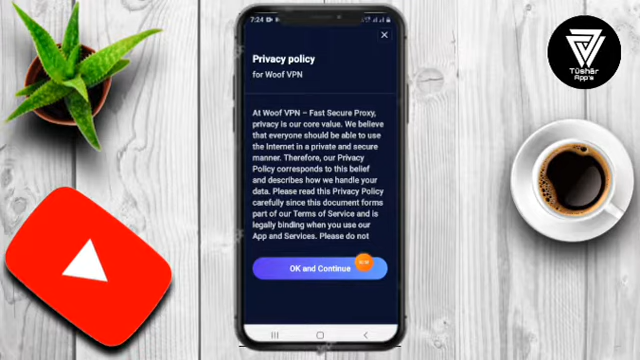 7:24
Privacy policy
for Woof VPN
At Woof VPN – Fast Secure Proxy,
privacy is our core value. We believe
that everyone should be able to use
the Internet in a private and secure
manner. Therefore, our Privacy
Policy corresponds to this belief
and describes how we handle your
data. Please read this Privacy Policy
carefully since this document forms
part of our Terms of Service and is
legally binding when you use our
App and Services. Please do not
OK and Continue
Tüshär
App's